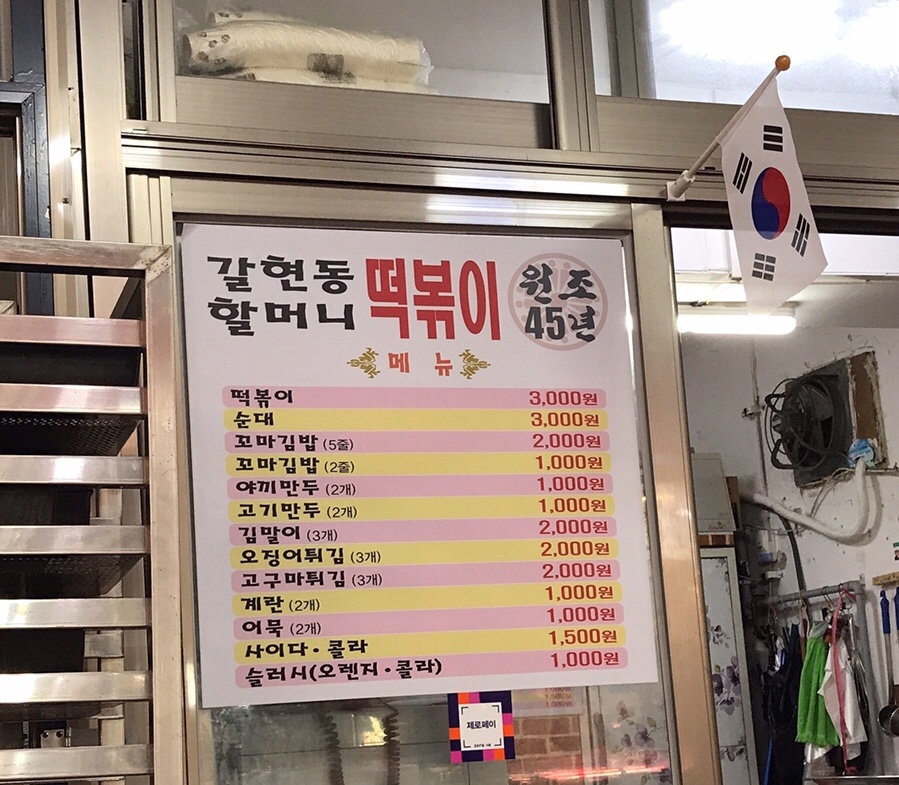 갈현동
할머니
떡볶이
원조
45년
메뉴
떡볶이 3,000원
순대 3,000원
꼬마김밥 (5줄) 2,000원
꼬마김밥 (2줄) 1,000원
야끼만두 (2개) 1,000원
고기만두 (2개) 1,000원
김말이 (3개) 2,000원
오징어튀김 (3개) 2,000원
고구마튀김 (3개) 2,000원
계란 (2개) 1,000원
어묵 (2개) 1,000원
사이다·콜라 1,500원
슬러시(오렌지·콜라) 1,000원
제로페이